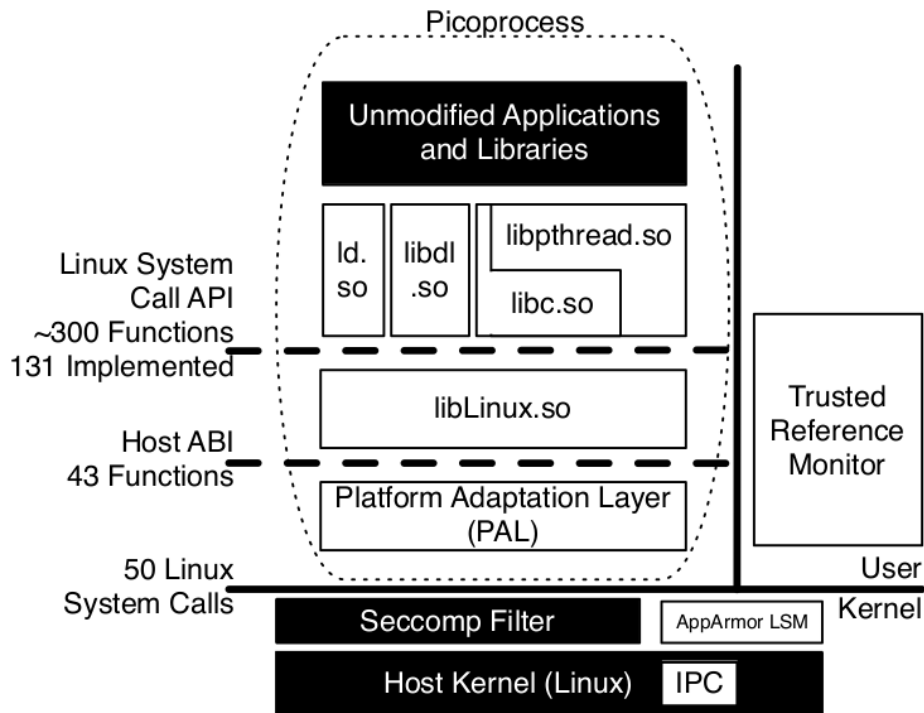 Picoprocess
Unmodified Applications
and Libraries
ld.
so
libdl
.so
libpthread.so
libc.so
Linux System
Call API
~300 Functions
131 Implemented
libLinux.so
Host ABI
43 Functions
Platform Adaptation Layer
(PAL)
Trusted
Reference
Monitor
50 Linux
System Calls
User
Kernel
Seccomp Filter
AppArmor LSM
Host Kernel (Linux)
IPC